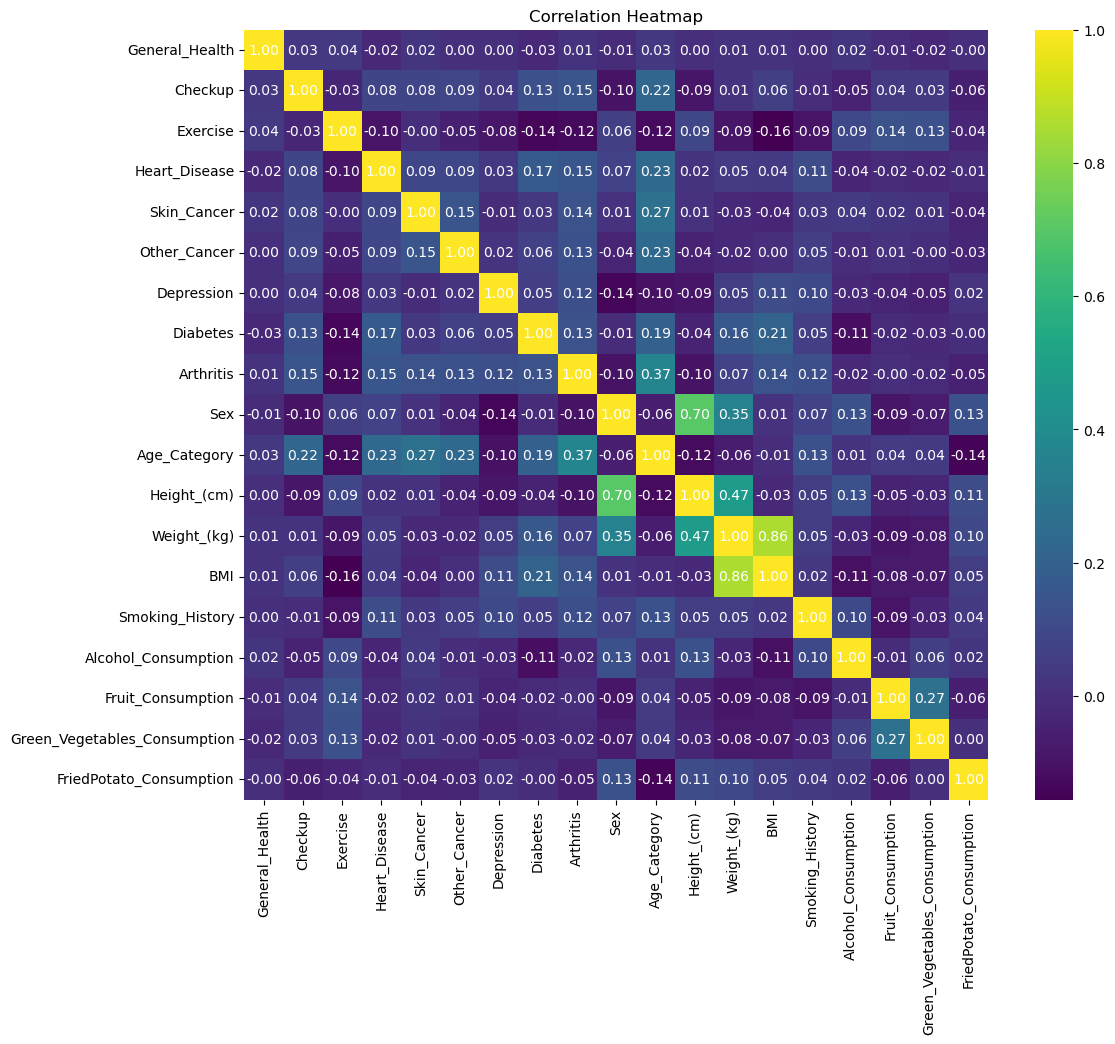 Correlation Heatmap
General_Health 1.00 0.03 0.04 -0.02 0.02 0.00 0.00 -0.03 0.01 -0.01 0.03 0.00 0.01 0.01 0.00 0.02 -0.01 -0.02 -0.00
Checkup 0.03 1.00 -0.03 0.08 0.08 0.09 0.04 0.13 0.15 -0.10 0.22 -0.09 0.01 0.06 -0.01 -0.05 0.04 0.03 -0.06
Exercise 0.04 -0.03 1.00 -0.10 -0.00 -0.05 -0.08 -0.14 -0.12 0.06 -0.12 0.09 -0.09 -0.16 -0.09 0.09 0.14 0.13 -0.04
Heart_Disease -0.02 0.08 -0.10 1.00 0.09 0.09 0.03 0.17 0.15 0.07 0.23 0.02 0.05 0.04 0.11 -0.04 -0.02 -0.02 -0.01
Skin_Cancer 0.02 0.08 -0.00 0.09 1.00 0.15 -0.01 0.03 0.14 0.01 0.27 0.01 -0.03 -0.04 0.03 0.04 0.02 0.01 -0.04
Other_Cancer 0.00 0.09 -0.05 0.09 0.15 1.00 0.02 0.06 0.13 -0.04 0.23 -0.04 -0.02 0.00 0.05 -0.01 0.01 -0.00 -0.03
Depression 0.00 0.04 -0.08 0.03 -0.01 0.02 1.00 0.05 0.12 -0.14 -0.10 -0.09 0.05 0.11 0.10 -0.03 -0.04 -0.05 0.02
Diabetes -0.03 0.13 -0.14 0.17 0.03 0.06 0.05 1.00 0.13 -0.01 0.19 -0.04 0.16 0.21 0.05 -0.11 -0.02 -0.03 -0.00
Arthritis 0.01 0.15 -0.12 0.15 0.14 0.13 0.12 0.13 1.00 -0.10 0.37 -0.10 0.07 0.14 0.12 -0.02 -0.00 -0.02 -0.05
Sex -0.01 -0.10 0.06 0.07 0.01 -0.04 -0.14 -0.01 -0.10 1.00 -0.06 0.70 0.35 0.01 0.07 0.13 -0.09 -0.07 0.13
Age_Category 0.03 0.22 -0.12 0.23 0.27 0.23 -0.10 0.19 0.37 -0.06 1.00 -0.12 -0.06 -0.01 0.13 0.01 0.04 0.04 -0.14
Height_(cm) 0.00 -0.09 0.09 0.02 0.01 -0.04 -0.09 -0.04 -0.10 0.70 -0.12 1.00 0.47 -0.03 0.05 0.13 -0.05 -0.03 0.11
Weight_(kg) 0.01 0.01 -0.09 0.05 -0.03 -0.02 0.05 0.16 0.07 0.35 -0.06 0.47 1.00 0.86 0.05 -0.03 -0.09 -0.08 0.10
BMI 0.01 0.06 -0.16 0.04 -0.04 0.00 0.11 0.21 0.14 0.01 -0.01 -0.03 0.86 1.00 0.02 -0.11 -0.08 -0.07 0.05
Smoking_History 0.00 -0.01 -0.09 0.11 0.03 0.05 0.10 0.05 0.12 0.07 0.13 0.05 0.05 0.02 1.00 0.10 -0.09 -0.03 0.04
Alcohol_Consumption 0.02 -0.05 0.09 -0.04 0.04 -0.01 -0.03 -0.11 -0.02 0.13 0.01 0.13 -0.03 -0.11 0.10 1.00 -0.01 0.06 0.02
Fruit_Consumption -0.01 0.04 0.14 -0.02 0.02 0.01 -0.04 -0.02 -0.00 -0.09 0.04 -0.05 -0.09 -0.08 -0.09 -0.01 1.00 0.27 -0.06
Green_Vegetables_Consumption -0.02 0.03 0.13 -0.02 0.01 -0.00 -0.05 -0.03 -0.02 -0.07 0.04 -0.03 -0.08 -0.07 -0.03 0.06 0.27 1.00 0.00
FriedPotato_Consumption -0.00 -0.06 -0.04 -0.01 -0.04 -0.03 0.02 -0.00 -0.05 0.13 -0.14 0.11 0.10 0.05 0.04 0.02 -0.06 0.00 1.00
General_Health
Checkup
Exercise
Heart_Disease
Skin_Cancer
Other_Cancer
Depression
Diabetes
Arthritis
Sex
Age_Category
Height_(cm)
Weight_(kg)
BMI
Smoking_History
Alcohol_Consumption
Fruit_Consumption
Green_Vegetables_Consumption
FriedPotato_Consumption
1.0
0.8
0.6
0.4
0.2
0.0